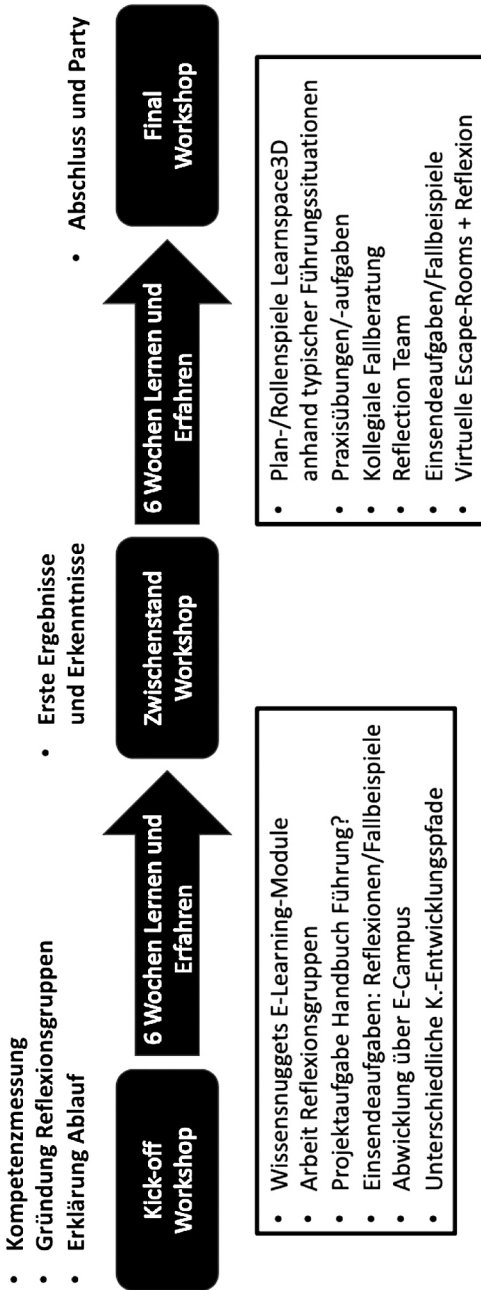 • Kompetenzmessung
• Gründung Reflexionsgruppen
• Erklärung Ablauf
Kick-off
Workshop
6 Wochen Lernen und
Erfahren
• Wissensnuggets E-Learning-Module
• Arbeit Reflexionsgruppen
• Projektaufgabe Handbuch Führung?
• Einsendeaufgaben: Reflexionen/Fallbeispiele
• Abwicklung über E-Campus
• Unterschiedliche K.-Entwicklungspfade
• Erste Ergebnisse
und Erkenntnisse
Zwischenstand
Workshop
6 Wochen Lernen und
Erfahren
• Plan-/Rollenspiele Learnspace3D
anhand typischer Führungssituationen
• Praxisübungen/-aufgaben
• Kollegiale Fallberatung
• Reflection Team
• Einsendeaufgaben/Fallbeispiele
• Virtuelle Escape-Rooms + Reflexion
• Abschluss und Party
Final
Workshop